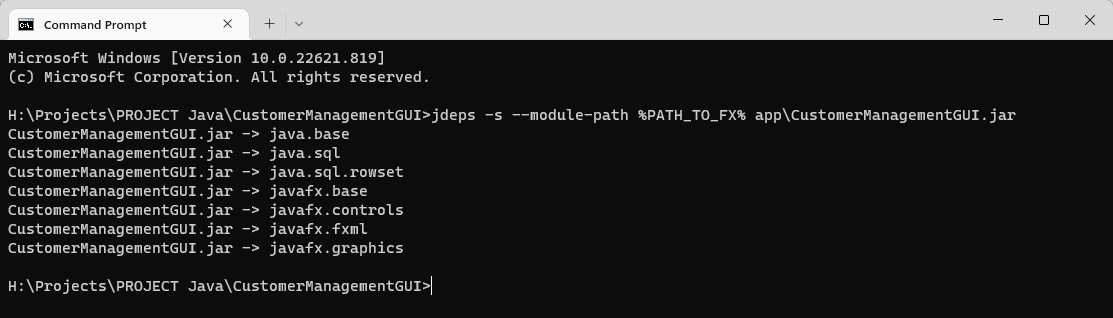 Command Prompt
Microsoft Windows [Version 10.0.22621.819]
(c) Microsoft Corporation. All rights reserved.
H:\Projects\PROJECT Java\CustomerManagementGUI>jdeps -s --module-path %PATH_TO_FX% app\CustomerManagementGUI.jar
CustomerManagementGUI.jar -> java.base
CustomerManagementGUI.jar -> java.sql
CustomerManagementGUI.jar -> java.sql.rowset
CustomerManagementGUI.jar -> javafx.base
CustomerManagementGUI.jar -> javafx.controls
CustomerManagementGUI.jar -> javafx.fxml
CustomerManagementGUI.jar -> javafx.graphics
H:\Projects\PROJECT Java\CustomerManagementGUI>